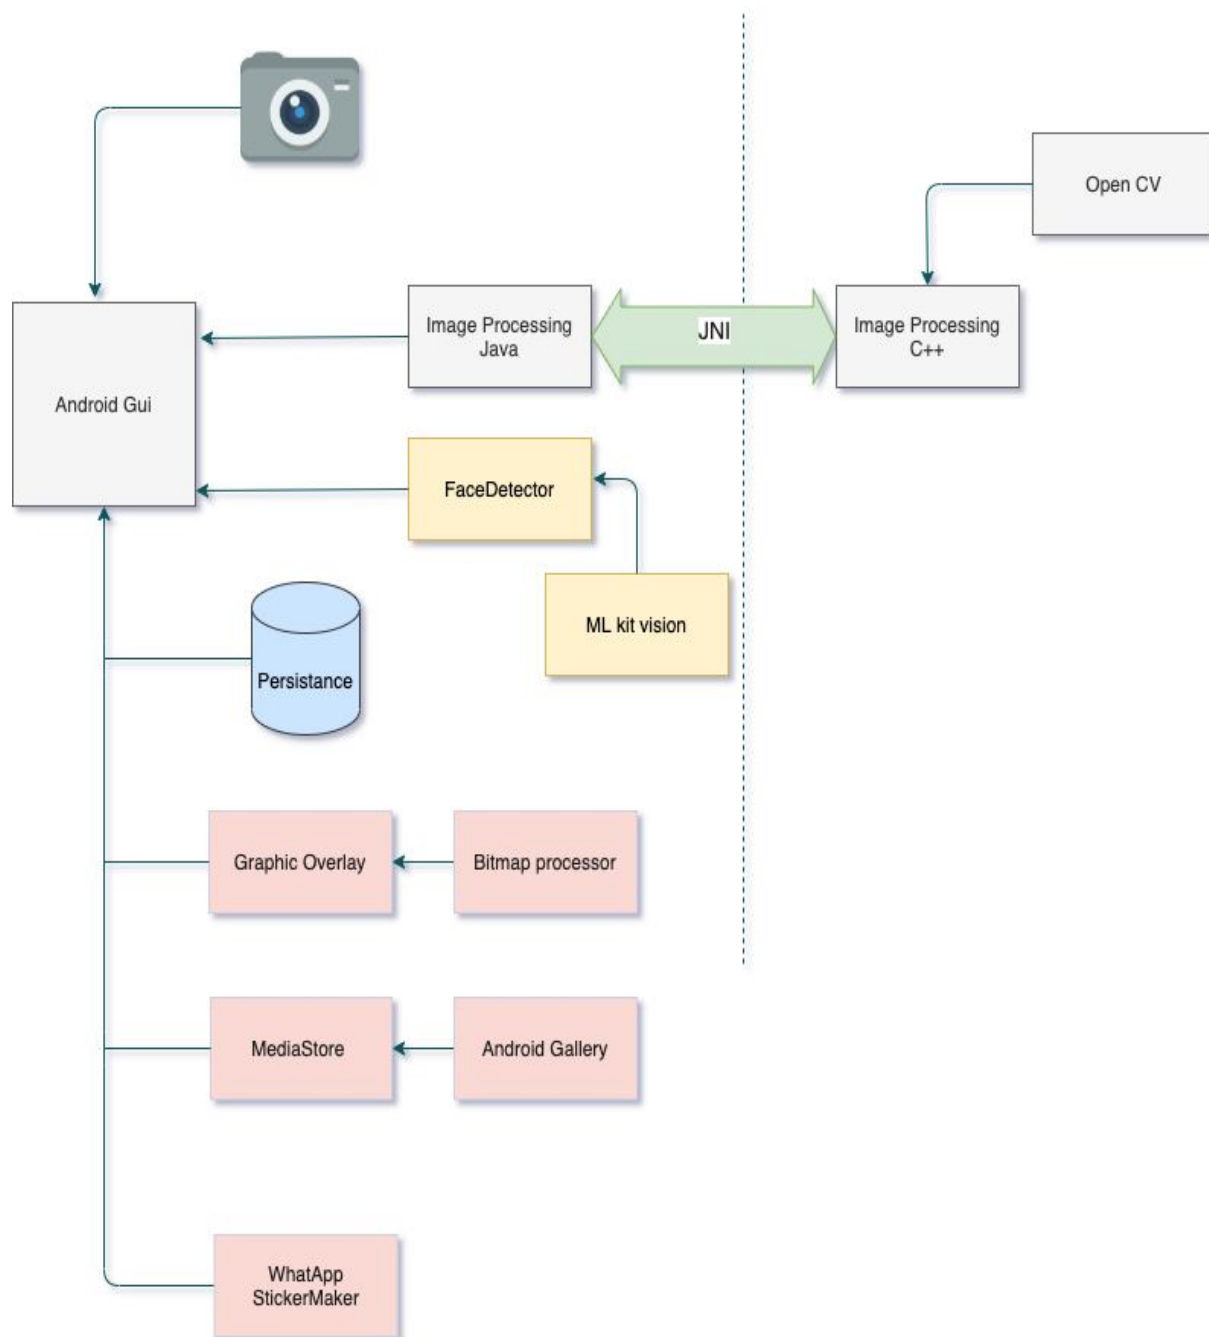 Open CV
Image Processing
Java
JNI
Image Processing
C++
Android Gui
FaceDetector
ML kit vision
Persistance
Graphic Overlay
Bitmap processor
MediaStore
Android Gallery
WhatApp
StickerMaker